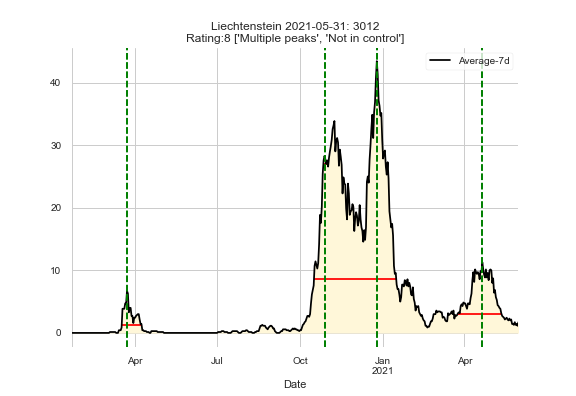 Liechtenstein 2021-05-31: 3012
Rating:8 ['Multiple peaks', 'Not in control']
Average-7d
40
30
20
10
0
Apr
Jul
Oct
Jan
2021
Apr
Date